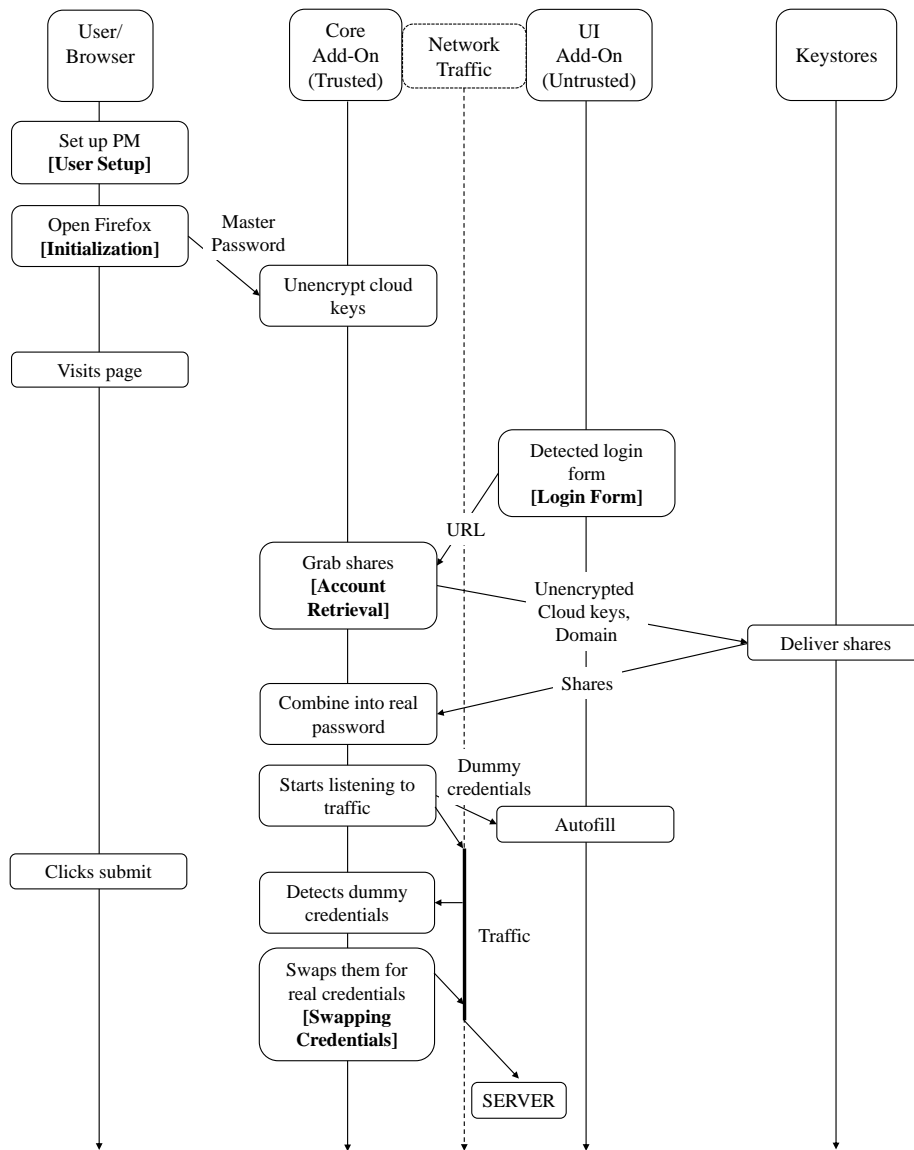 User/
Browser
Core
Add-On
(Trusted)
Network
Traffic
UI
Add-On
(Untrusted)
Keystores
Set up PM
[User Setup]
Open Firefox
[Initialization]
Master
Password
Unencrypt cloud
keys
Visits page
Detected login
form
[Login Form]
URL
Grab shares
[Account
Retrieval]
Unencrypted
Cloud keys,
Domain
Deliver shares
Shares
Combine into real
password
Starts listening to
traffic
Dummy
credentials
Autofill
Clicks submit
Detects dummy
credentials
Traffic
Swaps them for
real credentials
[Swapping
Credentials]
SERVER